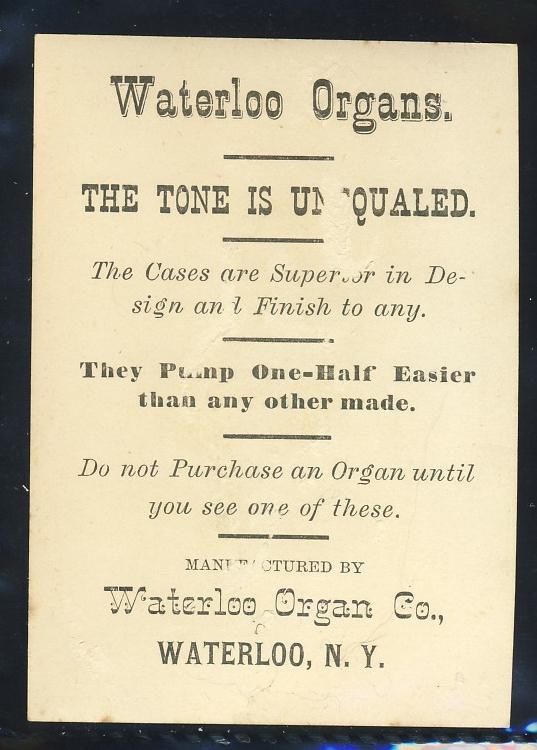 Waterloo Organs.
THE TONE IS UNEQUALED.
The Cases are Superior in De-
sign and Finish to any.
They Pump One-Half Easier
than any other made.
Do not Purchase an Organ until
you see one of these.
MANUFACTURED BY
Waterloo Organ Co.,
WATERLOO, N. Y.